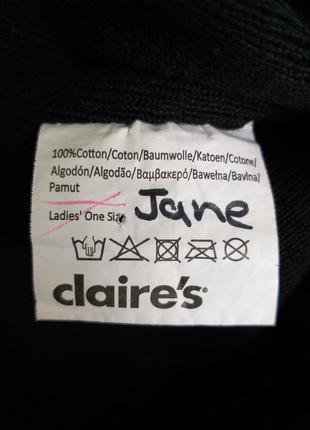 100%Cotton/Coton/Baumwolle/Katoen/Cotone/
Algodón/Algodão/Βαμβακερό/Bawełna/Bavlna/
Pamut
Ladies' One Size Jane
claire's®